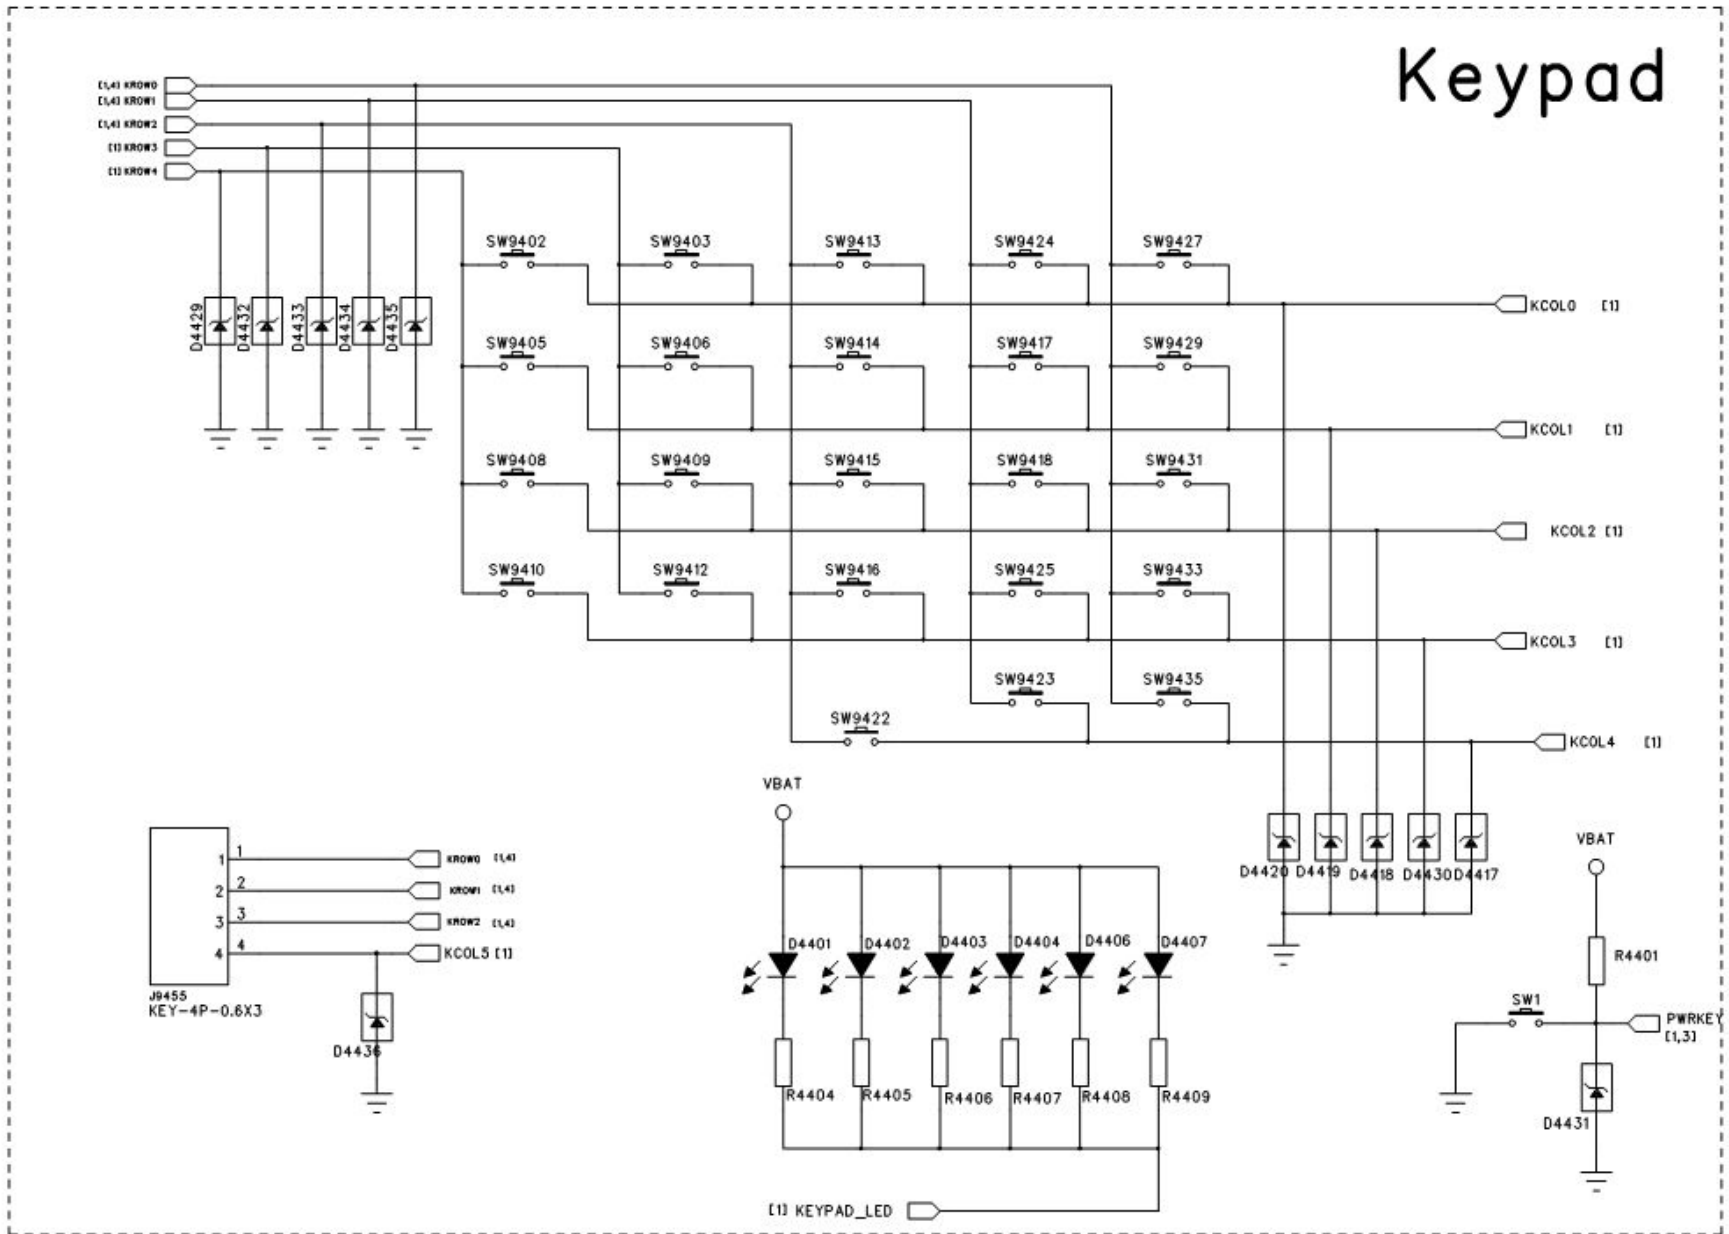 Keypad
[1,4] KROW0
[1,4] KROW1
[1,4] KROW2
[1] KROW3
[1] KROW4
SW9402 SW9403 SW9413 SW9424 SW9427
KCOL0 [1]
D4429 D4432 D4433 D4434 D4435
SW9405 SW9406 SW9414 SW9417 SW9429
KCOL1 [1]
SW9408 SW9409 SW9415 SW9418 SW9431
KCOL2 [1]
SW9410 SW9412 SW9416 SW9425 SW9433
KCOL3 [1]
SW9423 SW9435
SW9422
KCOL4 [1]
VBAT
VBAT
1 1 KROW0 [1,4]
2 2 KROW1 [1,4]
3 3 KROW2 [1,4]
4 4 KCOL5 [1]
J9455
KEY-4P-0.6X3
D4436
D4420 D4419 D4418 D4430 D4417
D4401 D4402 D4403 D4404 D4406 D4407
R4401
SW1
PWRKEY
[1,3]
R4404 R4405 R4406 R4407 R4408 R4409
D4431
[1] KEYPAD_LED